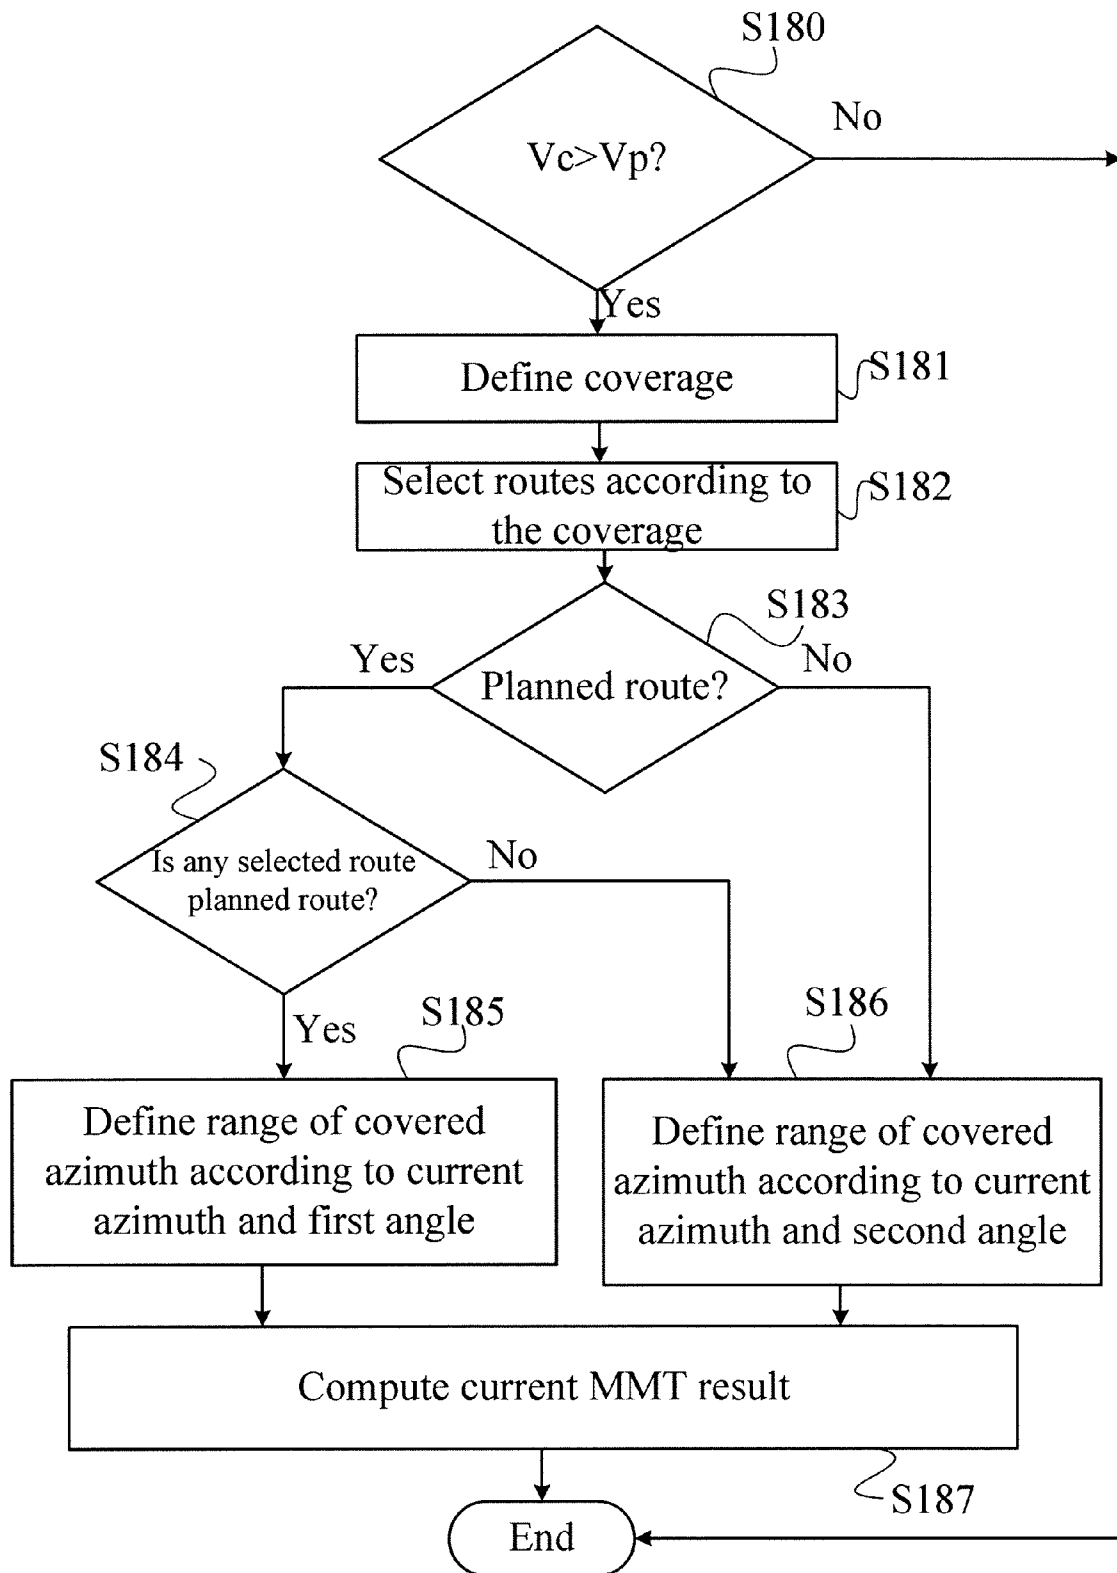 S180
Vc>Vp?
No
Yes
Define coverage
S181
Select routes according to
the coverage
S182
S183
Yes
Planned route?
No
S184
Is any selected route
planned route?
No
Yes
S185
S186
Define range of covered
azimuth according to current
azimuth and first angle
Define range of covered
azimuth according to current
azimuth and second angle
Compute current MMT result
S187
End